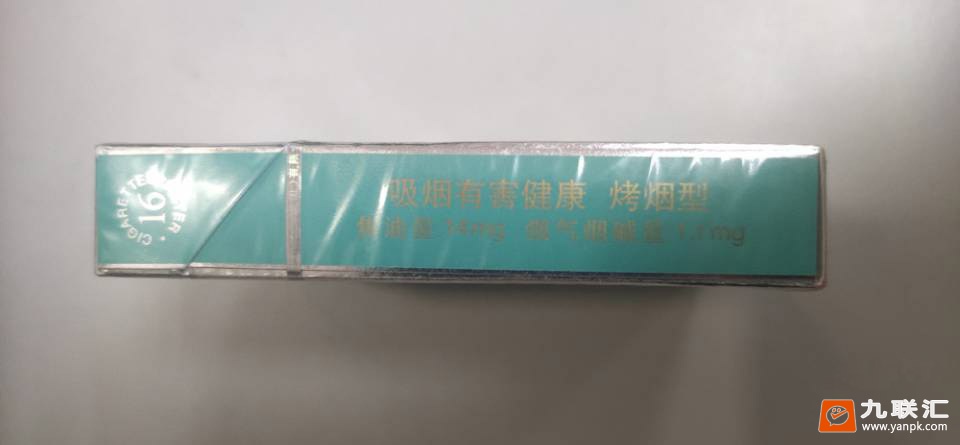 CIGARETTE
16
吸烟有害健康 烤烟型
焦油量 14mg 烟气烟碱量 1.1mg
九联汇
www.yanpk.com